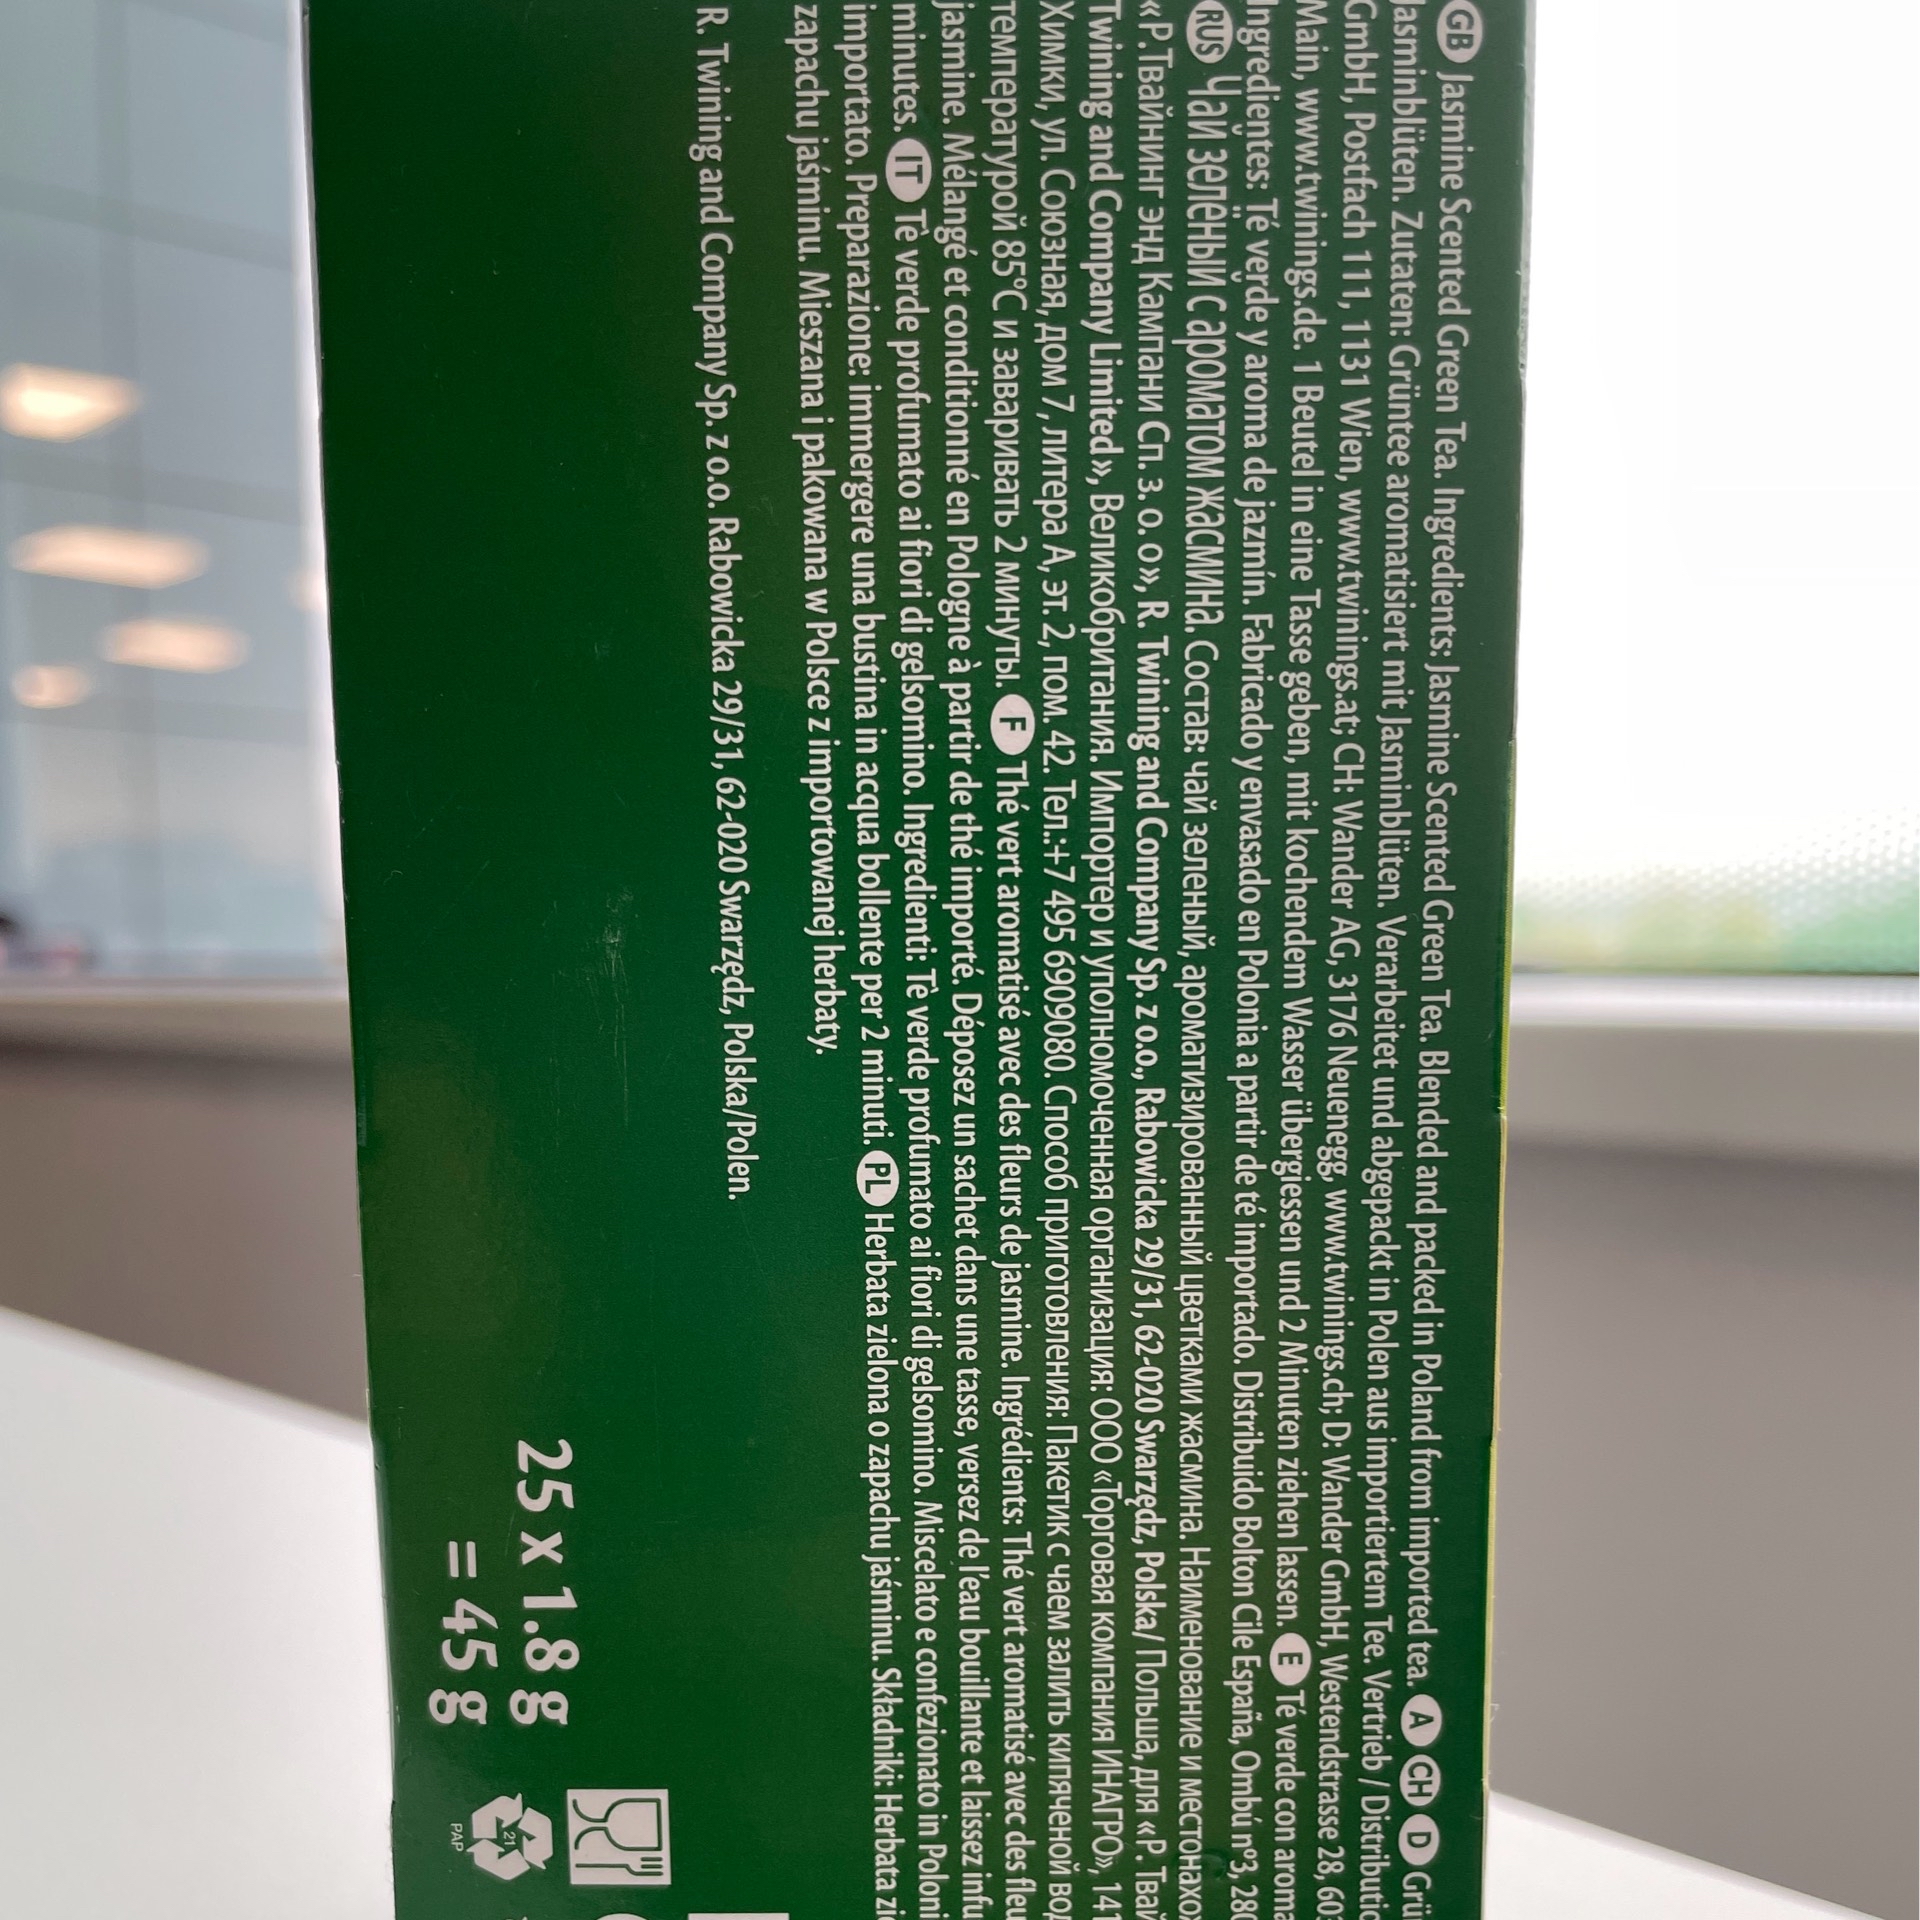 GB Jasmine Scented Green Tea. Ingredients: Jasmine Scented Green Tea. Blended and packed in Poland from imported tea. A CH D
Jasminblüten. Zutaten: Grüntee aromatisiert mit Jasminblüten. Verarbeitet und abgepackt in Polen aus importiertem Tee. Vertrieb / Distributio
GmbH, Postfach 111, 1131 Wien, www.twinings.at; CH: Wander AG, 3176 Neuenegg, www.twinings.ch; D: Wander GmbH, Westendstrasse 28, 603
Main, www.twinings.de. 1 Beutel in eine Tasse geben, mit kochendem Wasser übergiessen und 2 Minuten ziehen lassen. E Té verde con aroma
Ingredientes: Té verde y aroma de jazmín. Fabricado y envasado en Polonia a partir de té importado. Distribuido Bolton Cile España, Ombú nº3, 280
RUS Чай зеленый с ароматом жасмина. Состав: чай зеленый, ароматизированный цветками жасмина. Наименование и местонахо
«Р.Твайнинг энд Кампани Сп. з. о. о», R. Twining and Company Sp. z o.o., Rabowicka 29/31, 62-020 Swarzędz, Polska/ Польша, для «Р. Твай
Twining and Company Limited», Великобритания. Импортер и уполномоченная организация: ООО «Торговая компания ИНАГРО», 141
Химки, ул. Союзная, дом 7, литера А, эт. 2, пом. 42. Тел.:+7 495 6909080. Способ приготовления: Пакетик с чаем залить кипяченой вод
температурой 85°С и заваривать 2 минуты. F Thé vert aromatisé avec des fleurs de jasmine. Ingrédients: Thé vert aromatisé avec des fleu
jasmine. Mélangé et conditionné en Pologne à partir de thé importé. Déposez un sachet dans une tasse, versez de l'eau bouillante et laissez infu
minutes. IT Tè verde profumato ai fiori di gelsomino. Ingredienti: Tè verde profumato ai fiori di gelsomino. Miscelato e confezionato in Poloni
importato. Preparazione: immergere una bustina in acqua bollente per 2 minuti. PL Herbata zielona o zapachu jaśminu. Składniki: Herbata zie
zapachu jaśminu. Mieszana i pakowana w Polsce z importowanej herbaty.
R. Twining and Company Sp. z o.o. Rabowicka 29/31, 62-020 Swarzędz, Polska/Polen.
25 x 1.8 g
= 45 g
21
PAP